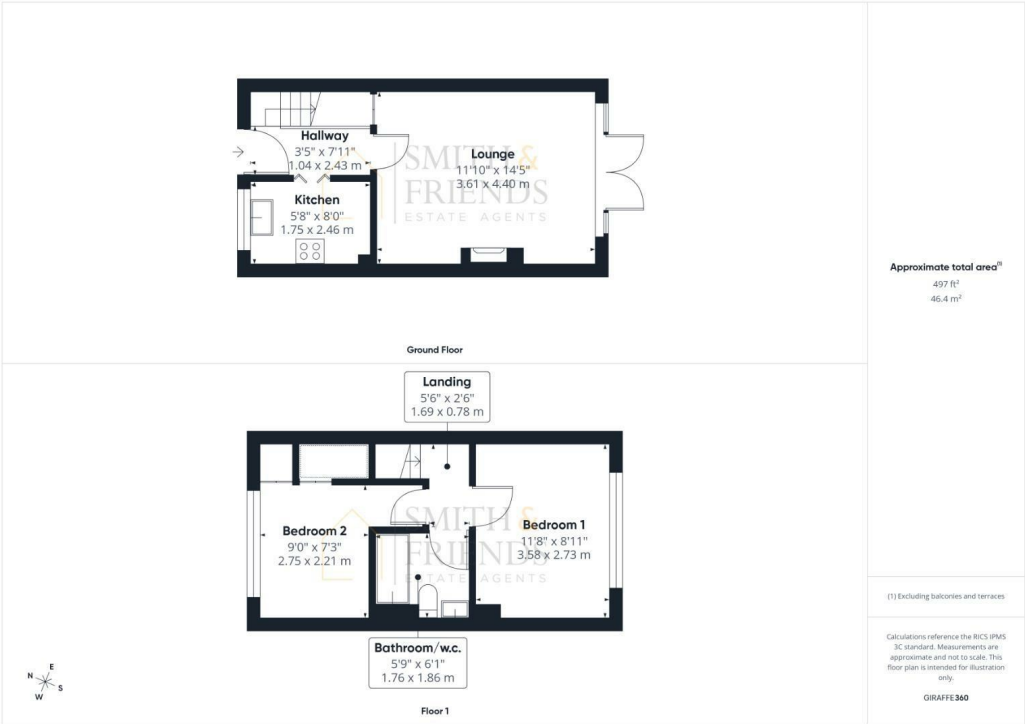 Hallway
3'5" x 7'11"
1.04 x 2.43 m
Kitchen
5'8" x 8'0"
1.75 x 2.46 m
Lounge
11'10" x 14'5"
3.61 x 4.40 m
SMITH &
FRIENDS
ESTATE AGENTS
Ground Floor
Landing
5'6" x 2'6"
1.69 x 0.78 m
Bedroom 2
9'0" x 7'3"
2.75 x 2.21 m
Bedroom 1
11'8" x 8'11"
3.58 x 2.73 m
SMITH &
FRIENDS
ESTATE AGENTS
Bathroom/w.c.
5'9" x 6'1"
1.76 x 1.86 m
N
E
S
W
Floor 1
Approximate total area⁽¹⁾
497 ft²
46.4 m²
(1) Excluding balconies and terraces
Calculations reference the RICS IPMS
3C standard. Measurements are
approximate and not to scale. This
floor plan is intended for illustration
only.
GIRAFFE360